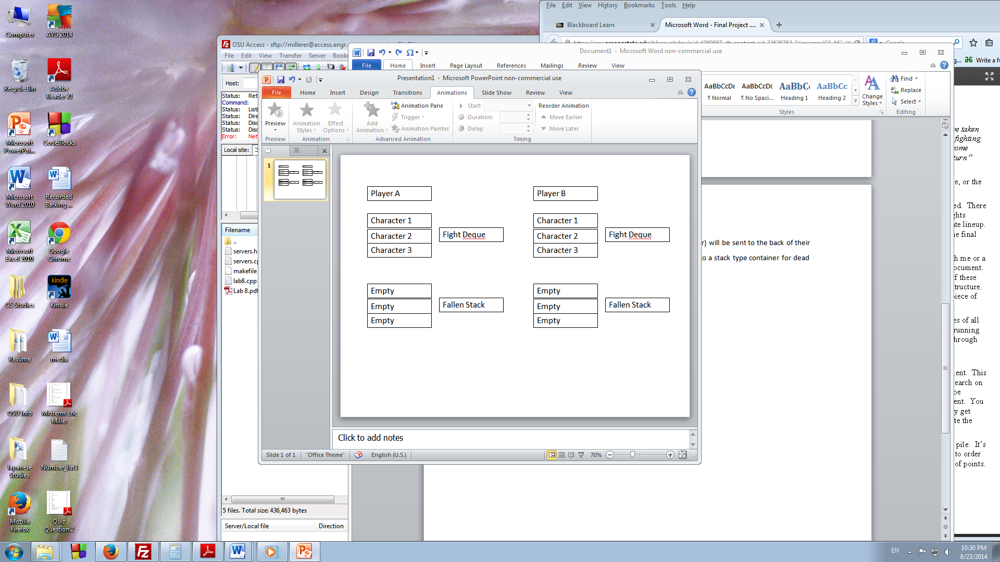 Computer
AVG 2014
Recycle Bin
Adobe
Reader XI
Microsoft
PowerPoi...
CodeBlocks
Microsoft
Word 2010
Recorded
Barking ...
Microsoft
Excel 2010
Google
Chrome
CS Studies
Kindle
kindle
Resume
media
OSU Info
Midterm Eric
Miller
Japanese
Studies
Number_list3
Mozilla
Firefox
Quiz
Question 2
OSU Access - sftp://millerer@access.engr.
File Edit View Transfer Server Bookn
Host:
Status: Retr
Command:
Status: Listi
Status: Dire
Status: Disc
Status: Disc
Error: Net
Local site:
Filename
..
servers.h
servers.cp
makefile
lab8.cpp
Lab 8.pdf
5 files. Total size: 436,463 bytes
Server/Local file Direction
File Edit View History Bookmarks Tools Help
Blackboard Learn
Microsoft Word - Final Project ....
Write a fu
Document1 - Microsoft Word non-commercial use
File Home Insert Page Layout References Mailings Review View
AaBbCcDc AaBbCcDc AaBbCc AaBbCc
¶ Normal ¶ No Spaci... Heading 1 Heading 2
Change
Styles
Find
Replace
Select
Styles Editing
Presentation1 - Microsoft PowerPoint non-commercial use
File Home Insert Design Transitions Animations Slide Show Review View
Preview
Animation
Styles
Effect
Options
Add
Animation
Animation Pane
Trigger
Animation Painter
Start:
Duration:
Delay:
Reorder Animation
Move Earlier
Move Later
Preview Animation Advanced Animation Timing
1
Player A Player B
Character 1 Character 1
Fight Deque Fight Deque
Character 2 Character 2
Character 3 Character 3
Empty Empty
Fallen Stack Fallen Stack
Empty Empty
Empty Empty
Click to add notes
Slide 1 of 1 "Office Theme" English (U.S.) 70%
r) will be sent to the back of their
to a stack type container for dead
ve taken
fighting
ome
turn”
e, or the
ed. There
ghts
te lineup.
he final
h me or a
ocument.
f these
tructure.
iece of
es of all
running
hrough
ent. This
earch on
be
ent. You
y get
te the
pile. It’s
to order
of points.
EN
10:30 PM
8/23/2014